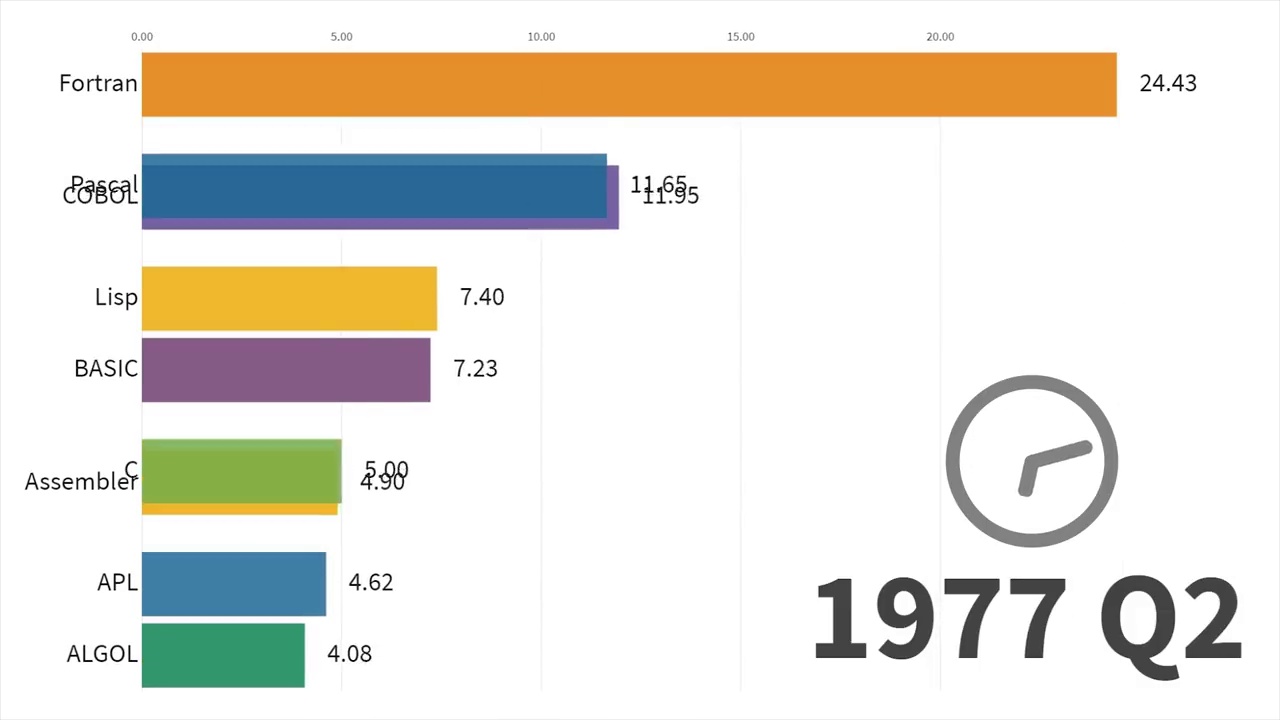 0.00 5.00 10.00 15.00 20.00
Fortran 24.43
Pascal 11.65
COBOL 11.95
Lisp 7.40
BASIC 7.23
C 5.00
Assembler 4.90
APL 4.62
1977 Q2
ALGOL 4.08